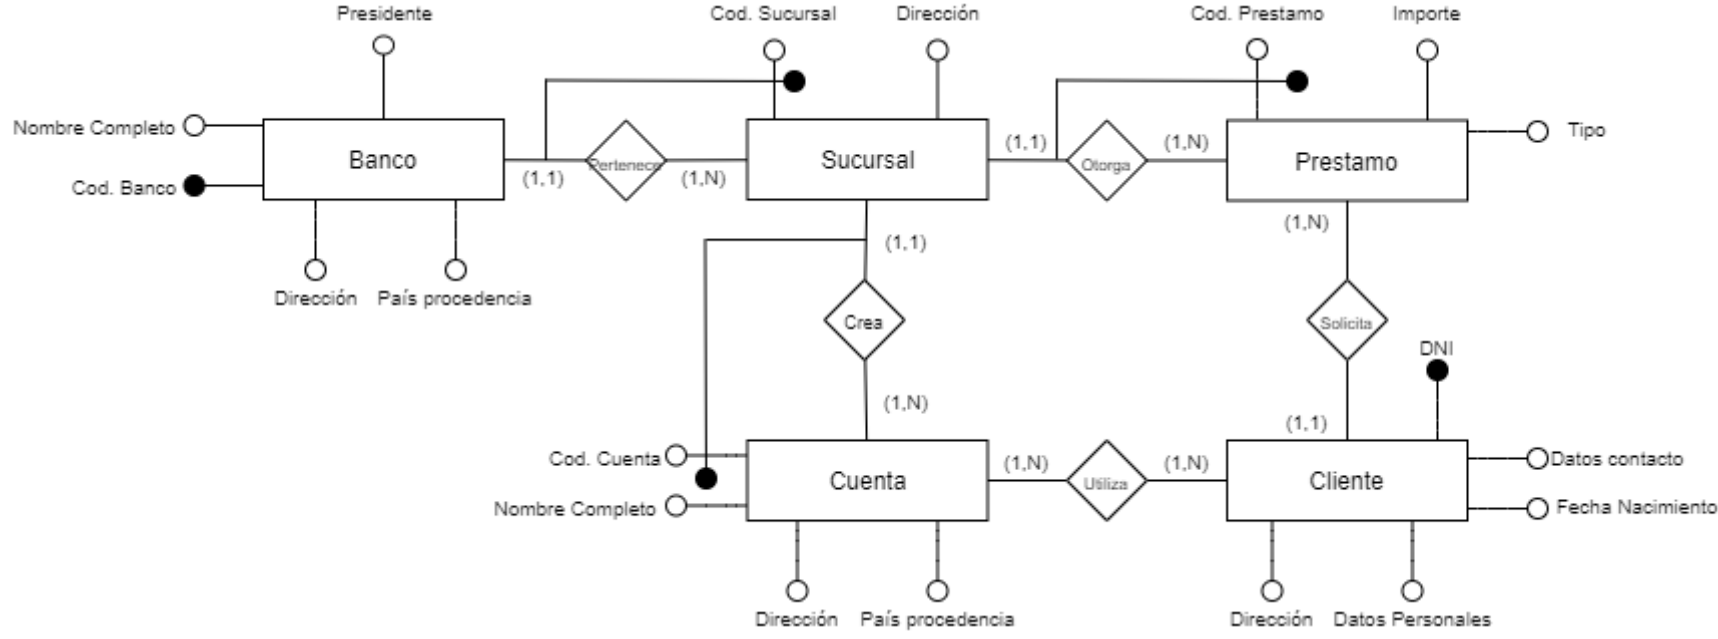 Presidente
Cod. Sucursal
Dirección
Cod. Prestamo
Importe
Nombre Completo
Banco
Pertenece
Sucursal
(1,1)
Otorga
(1,N)
Prestamo
Tipo
Cod. Banco
(1,1)
(1,N)
Dirección
País procedencia
(1,1)
(1,N)
Crea
Solicita
DNI
(1,N)
(1,1)
Cod. Cuenta
Nombre Completo
Cuenta
(1,N)
Utiliza
(1,N)
Cliente
Datos contacto
Fecha Nacimiento
Dirección
País procedencia
Dirección
Datos Personales